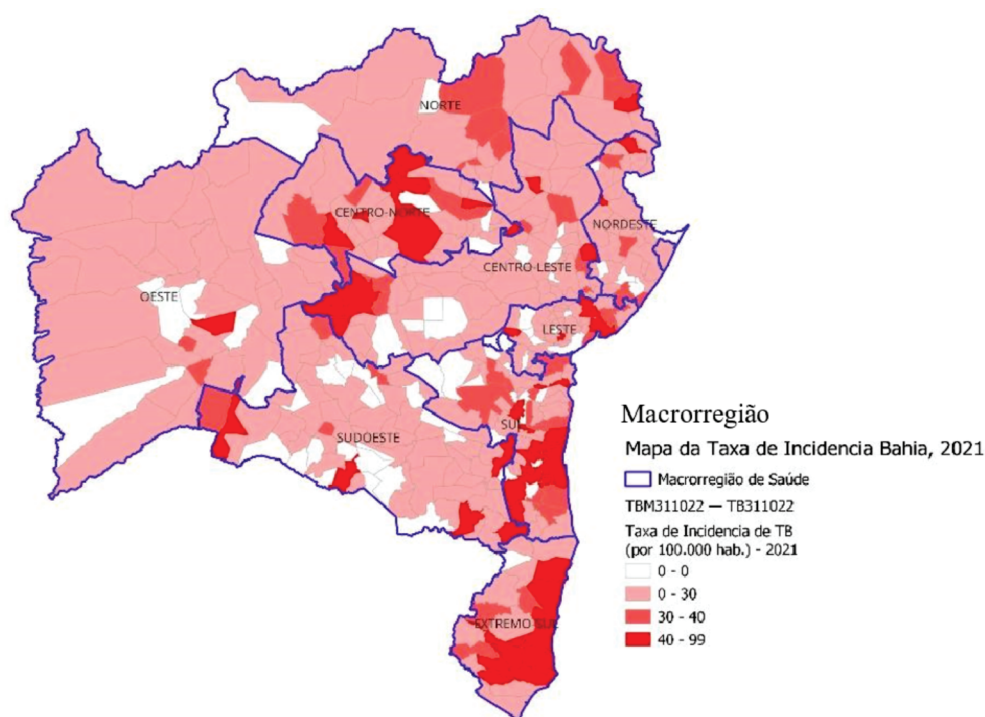 NORTE
CENTRO-NORTE
NORDESTE
CENTRO-LESTE
OESTE
LESTE
SUL
SUDOESTE
EXTREMO SUL
Macrorregião
Mapa da Taxa de Incidencia Bahia, 2021
Macrorregião de Saúde
TBM311022 — TB311022
Taxa de Incidencia de TB
(por 100.000 hab.) - 2021
0 - 0
0 - 30
30 - 40
40 - 99